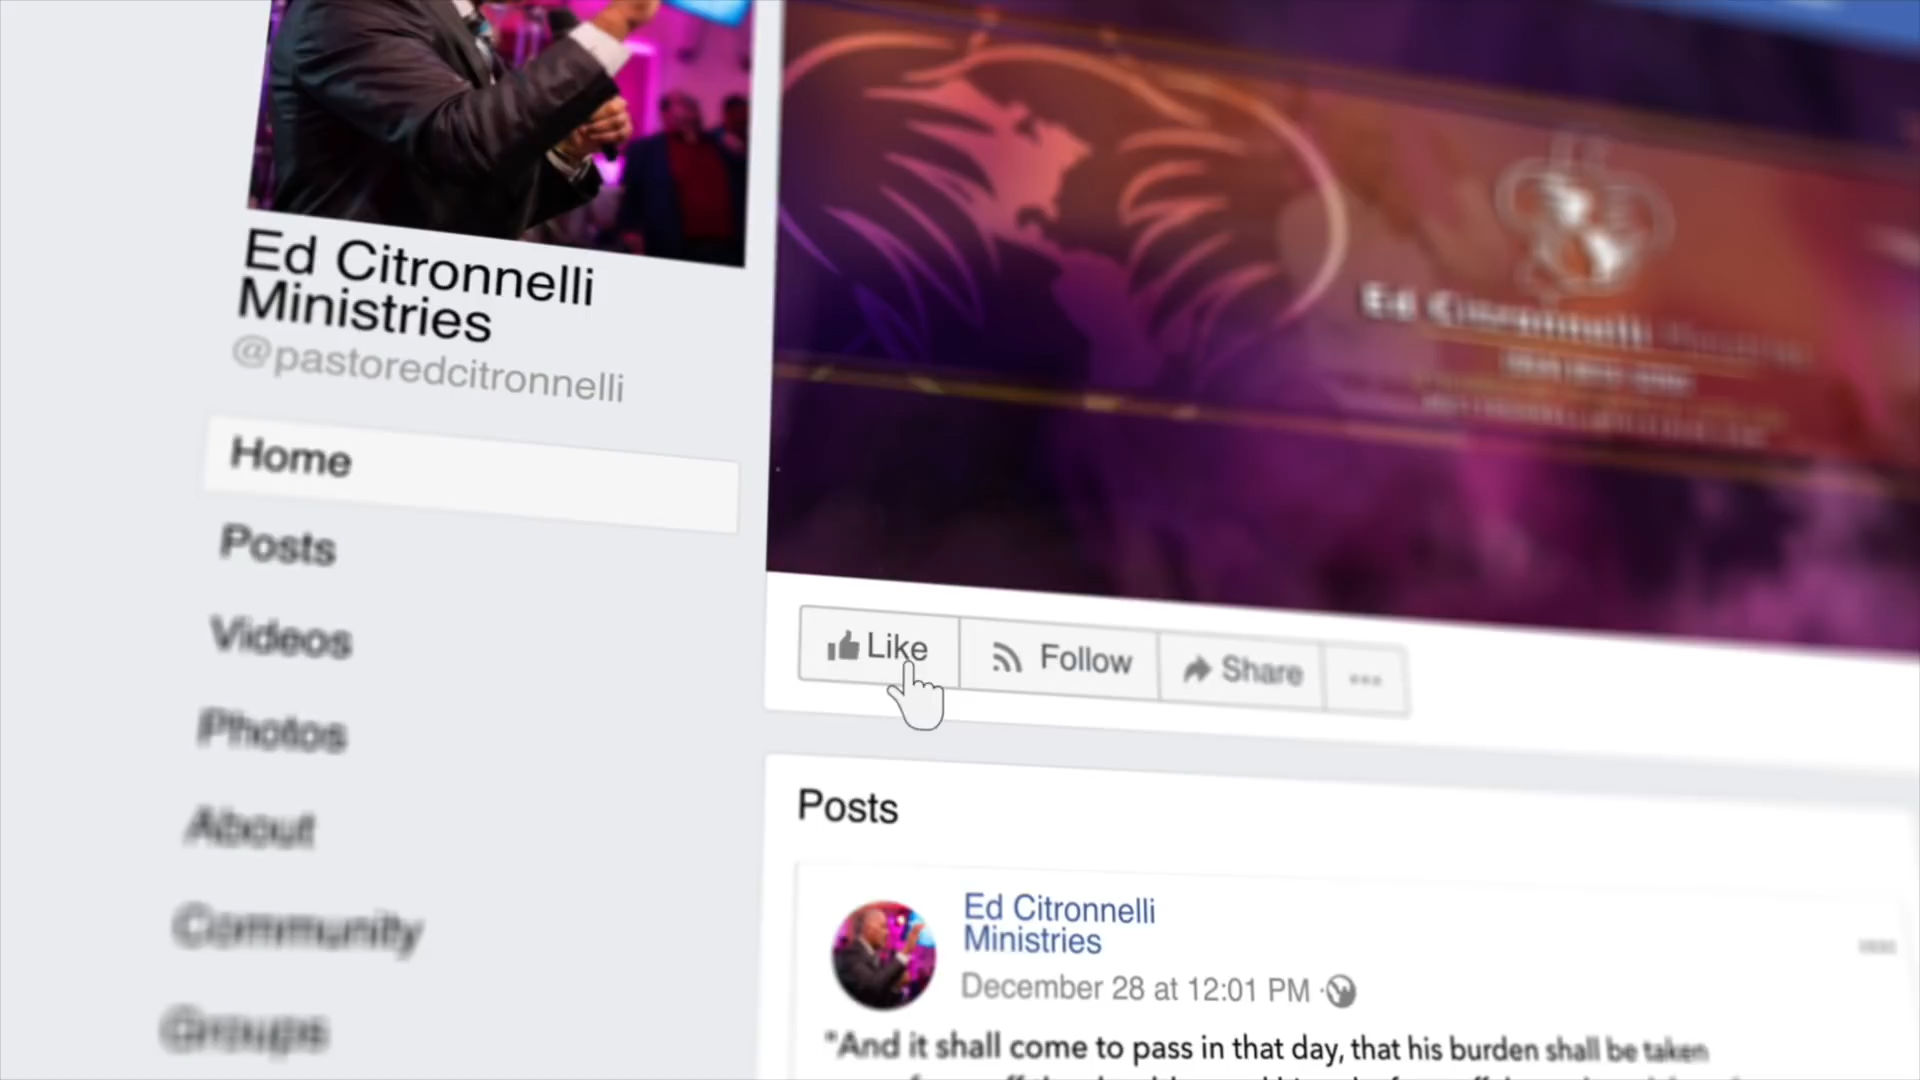 Ed Citronnelli
Ministries
@pastoredcitronnelli
Home
Posts
Videos
Photos
About
Community
Groups
Ed Citronnelli
Like
Follow
Share
Posts
Ed Citronnelli
Ministries
December 28 at 12:01 PM
"And it shall come to pass in that day, that his burden shall be taken